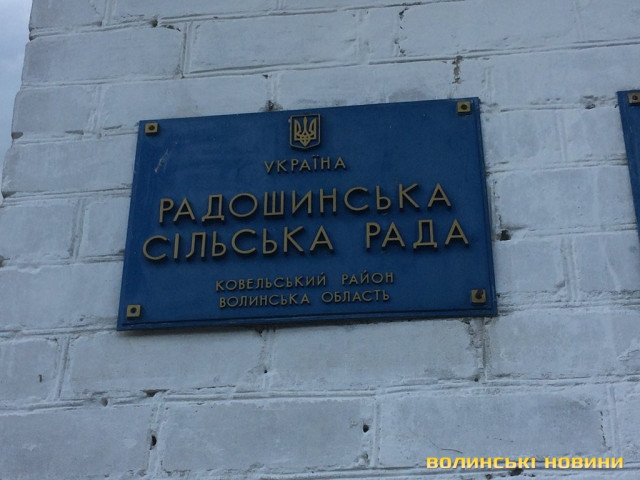 УКРАЇНА
РАДОШИНСЬКА
СІЛЬСЬКА РАДА
КОВЕЛЬСЬКИЙ РАЙОН
ВОЛИНСЬКА ОБЛАСТЬ
ВОЛИНСЬКІ НОВИНИ